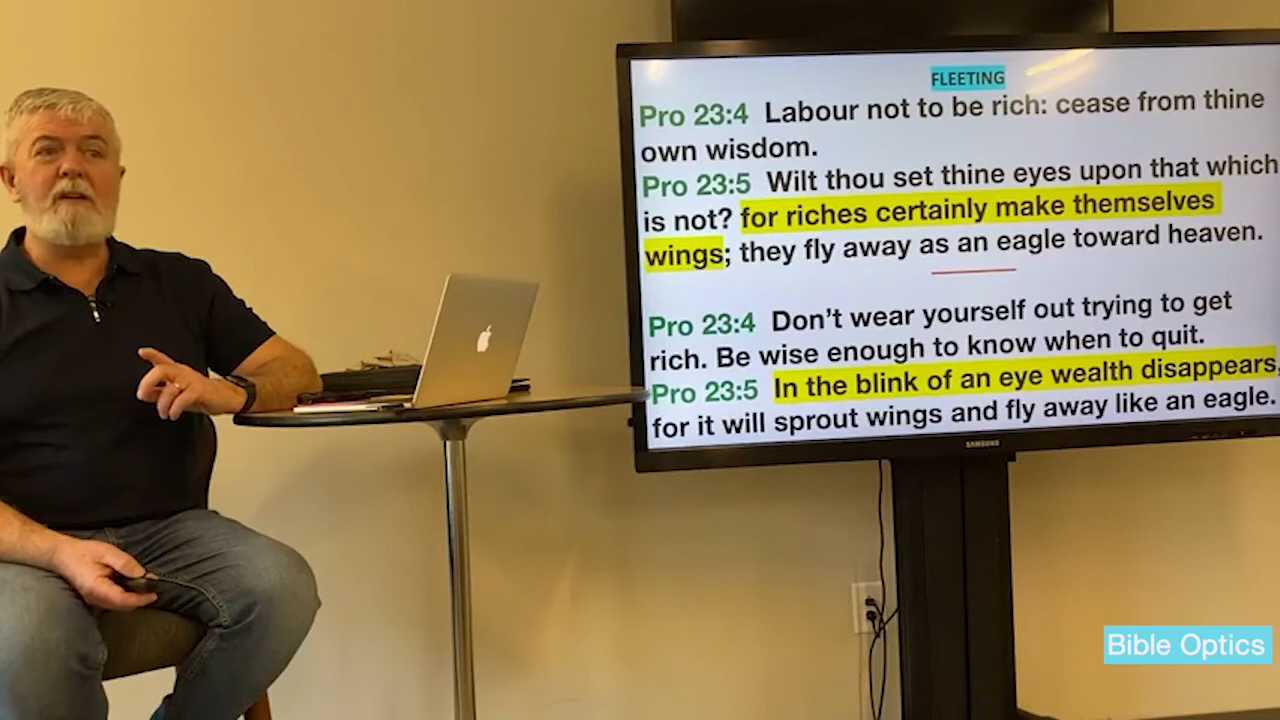 FLEETING
Pro 23:4 Labour not to be rich: cease from thine
own wisdom.
Pro 23:5 Wilt thou set thine eyes upon that which
is not? for riches certainly make themselves
wings; they fly away as an eagle toward heaven.
Pro 23:4 Don’t wear yourself out trying to get
rich. Be wise enough to know when to quit.
Pro 23:5 In the blink of an eye wealth disappears,
for it will sprout wings and fly away like an eagle.
SAMSUNG
Bible Optics